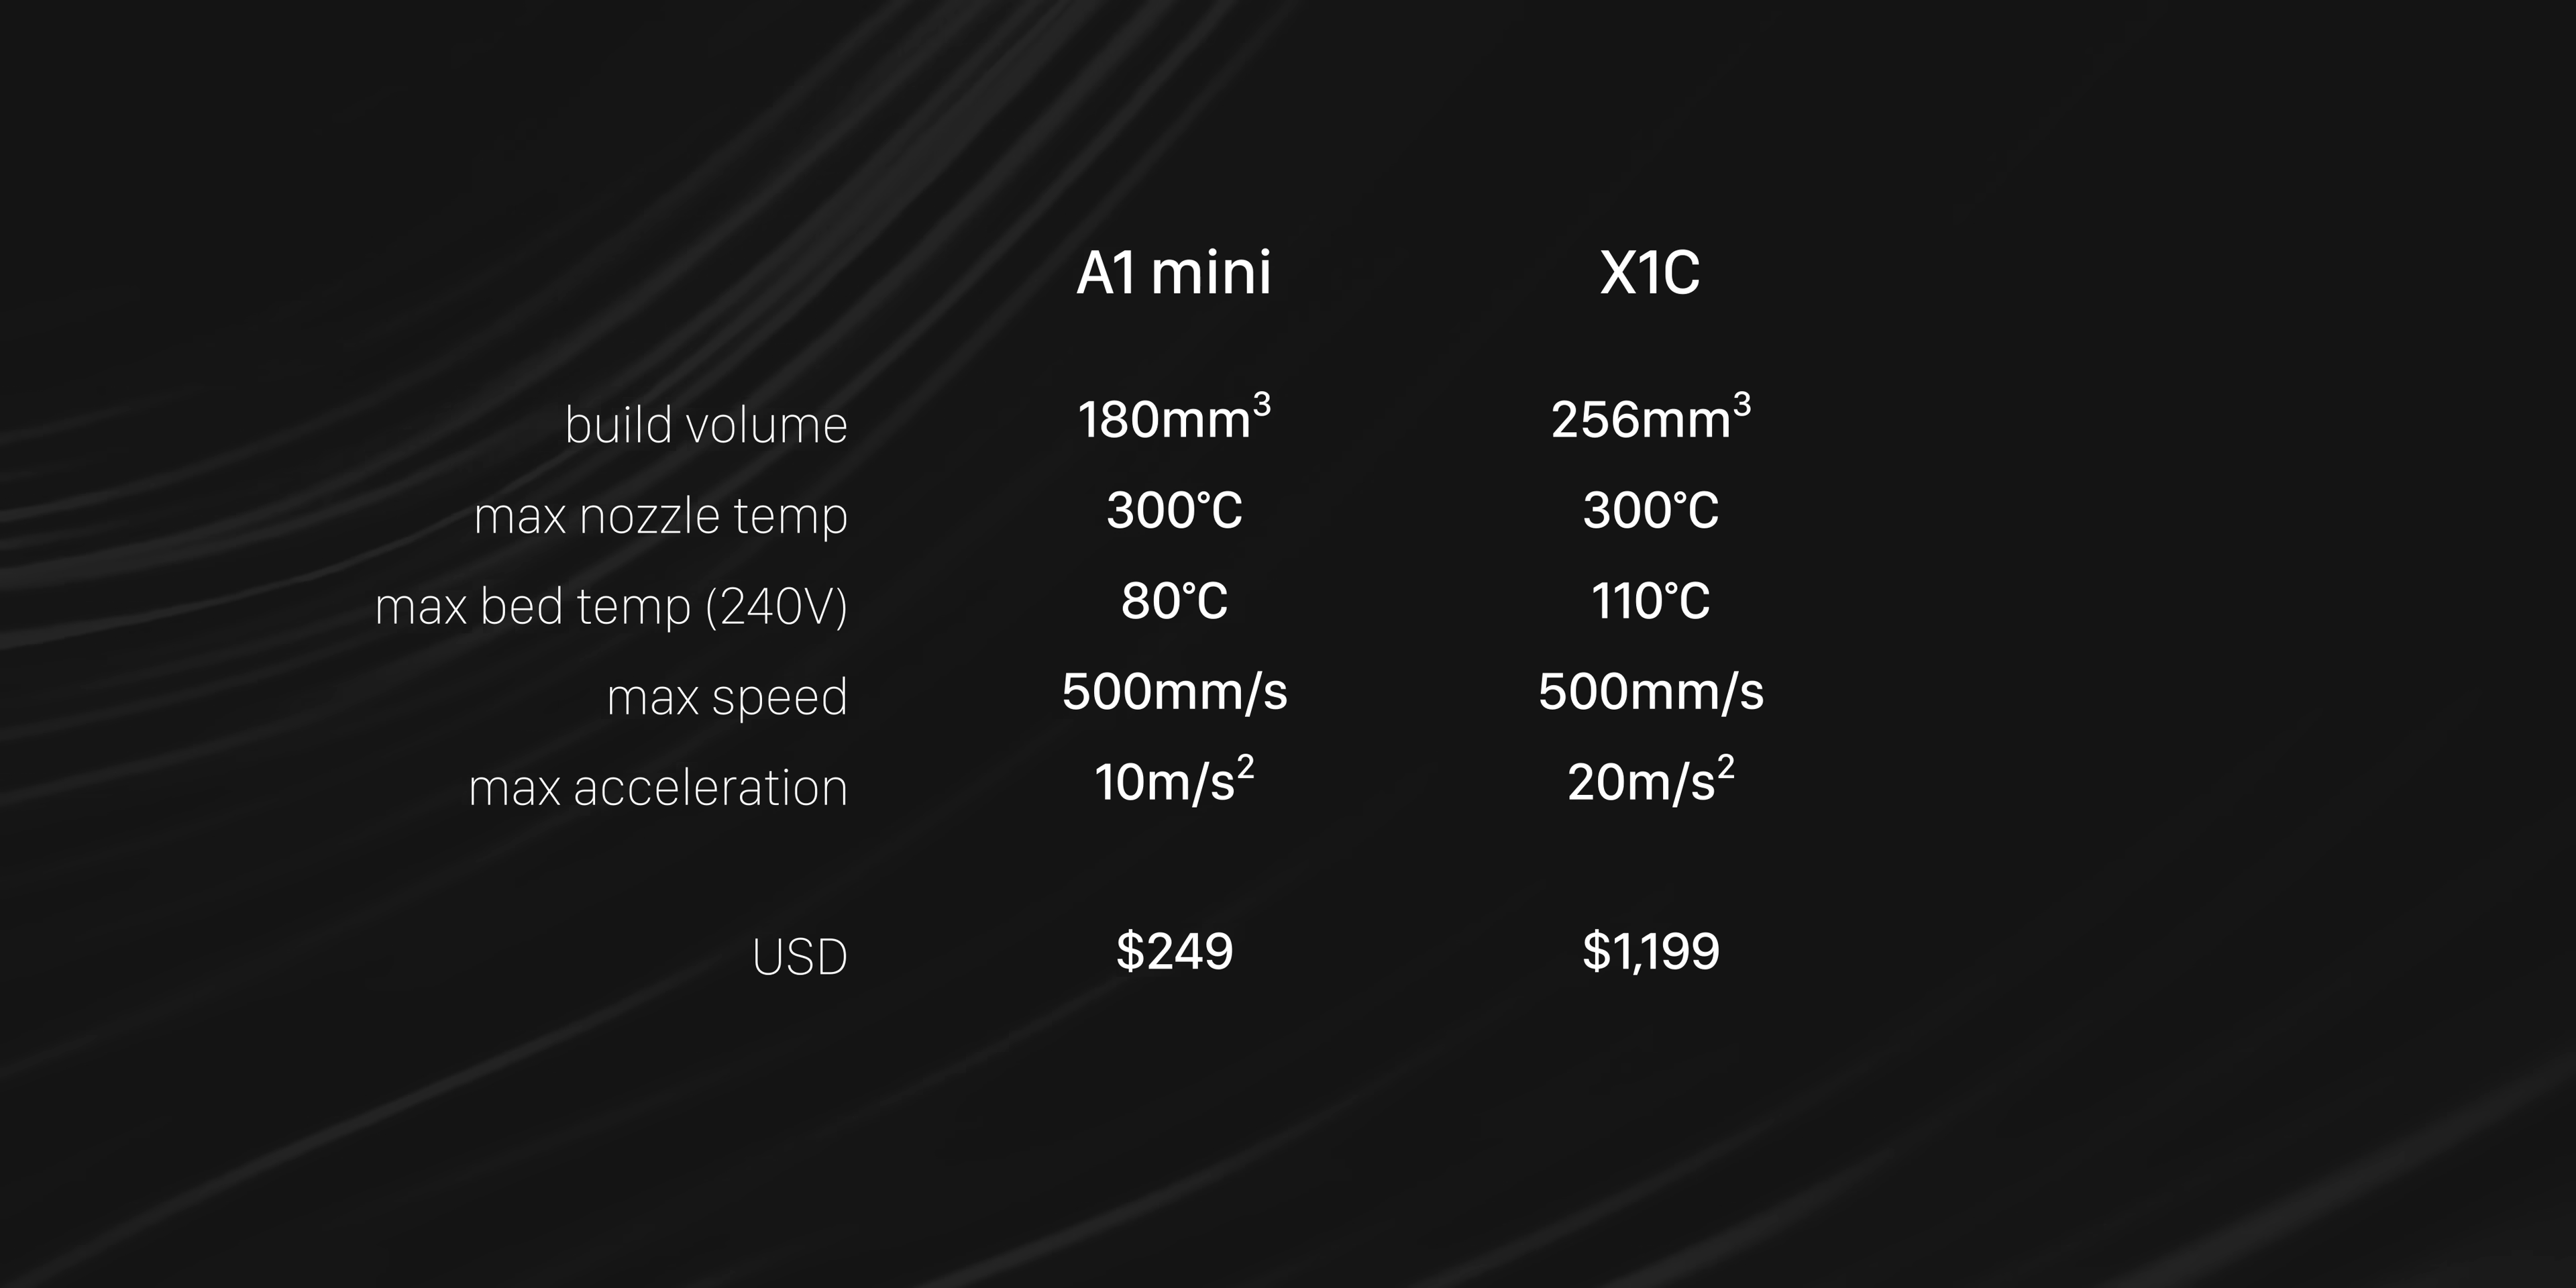 A1 mini X1C
build volume 180mm³ 256mm³
max nozzle temp 300°C 300°C
max bed temp (240V) 80°C 110°C
max speed 500mm/s 500mm/s
max acceleration 10m/s² 20m/s²
USD $249 $1,199